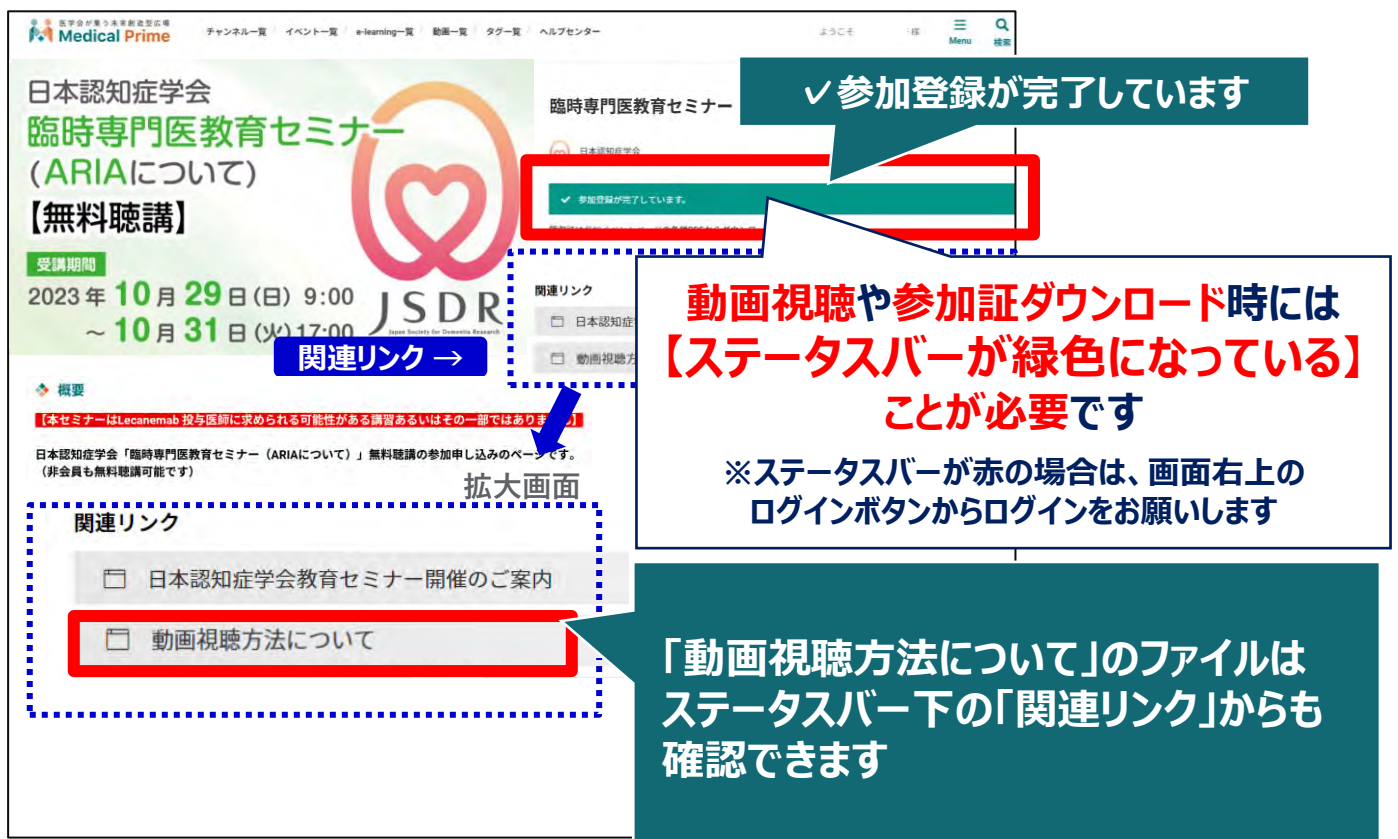 医学会が集う未来創造型広場
Medical Prime
チャンネル一覧 / イベント一覧 / e-learning一覧 / 動画一覧 / タグ一覧 / ヘルプセンター
ようこそ 様
Menu
検索
日本認知症学会
臨時専門医教育セミナー
(ARIAについて)
【無料聴講】
受講期間
2023年 10月 29日(日) 9:00
～ 10月 31日(火) 17:00
JSDR
Japan Society for Dementia Research
臨時専門医教育セミナー
✓参加登録が完了しています
日本認知症学会
✓ 参加登録が完了しています。
関連リンク
日本認知症
動画視聴方
関連リンク →
動画視聴や参加証ダウンロード時には
【ステータスバーが緑色になっている】
ことが必要です
※ステータスバーが赤の場合は、画面右上の
ログインボタンからログインをお願いします
概要
【本セミナーはLecanemab 投与医師に求められる可能性がある講習あるいはその一部ではありま
日本認知症学会「臨時専門医教育セミナー（ARIAについて）」無料聴講の参加申し込みのページです。
（非会員も無料聴講可能です）
拡大画面
関連リンク
日本認知症学会教育セミナー開催のご案内
動画視聴方法について
「動画視聴方法について」のファイルは
ステータスバー下の「関連リンク」からも
確認できます